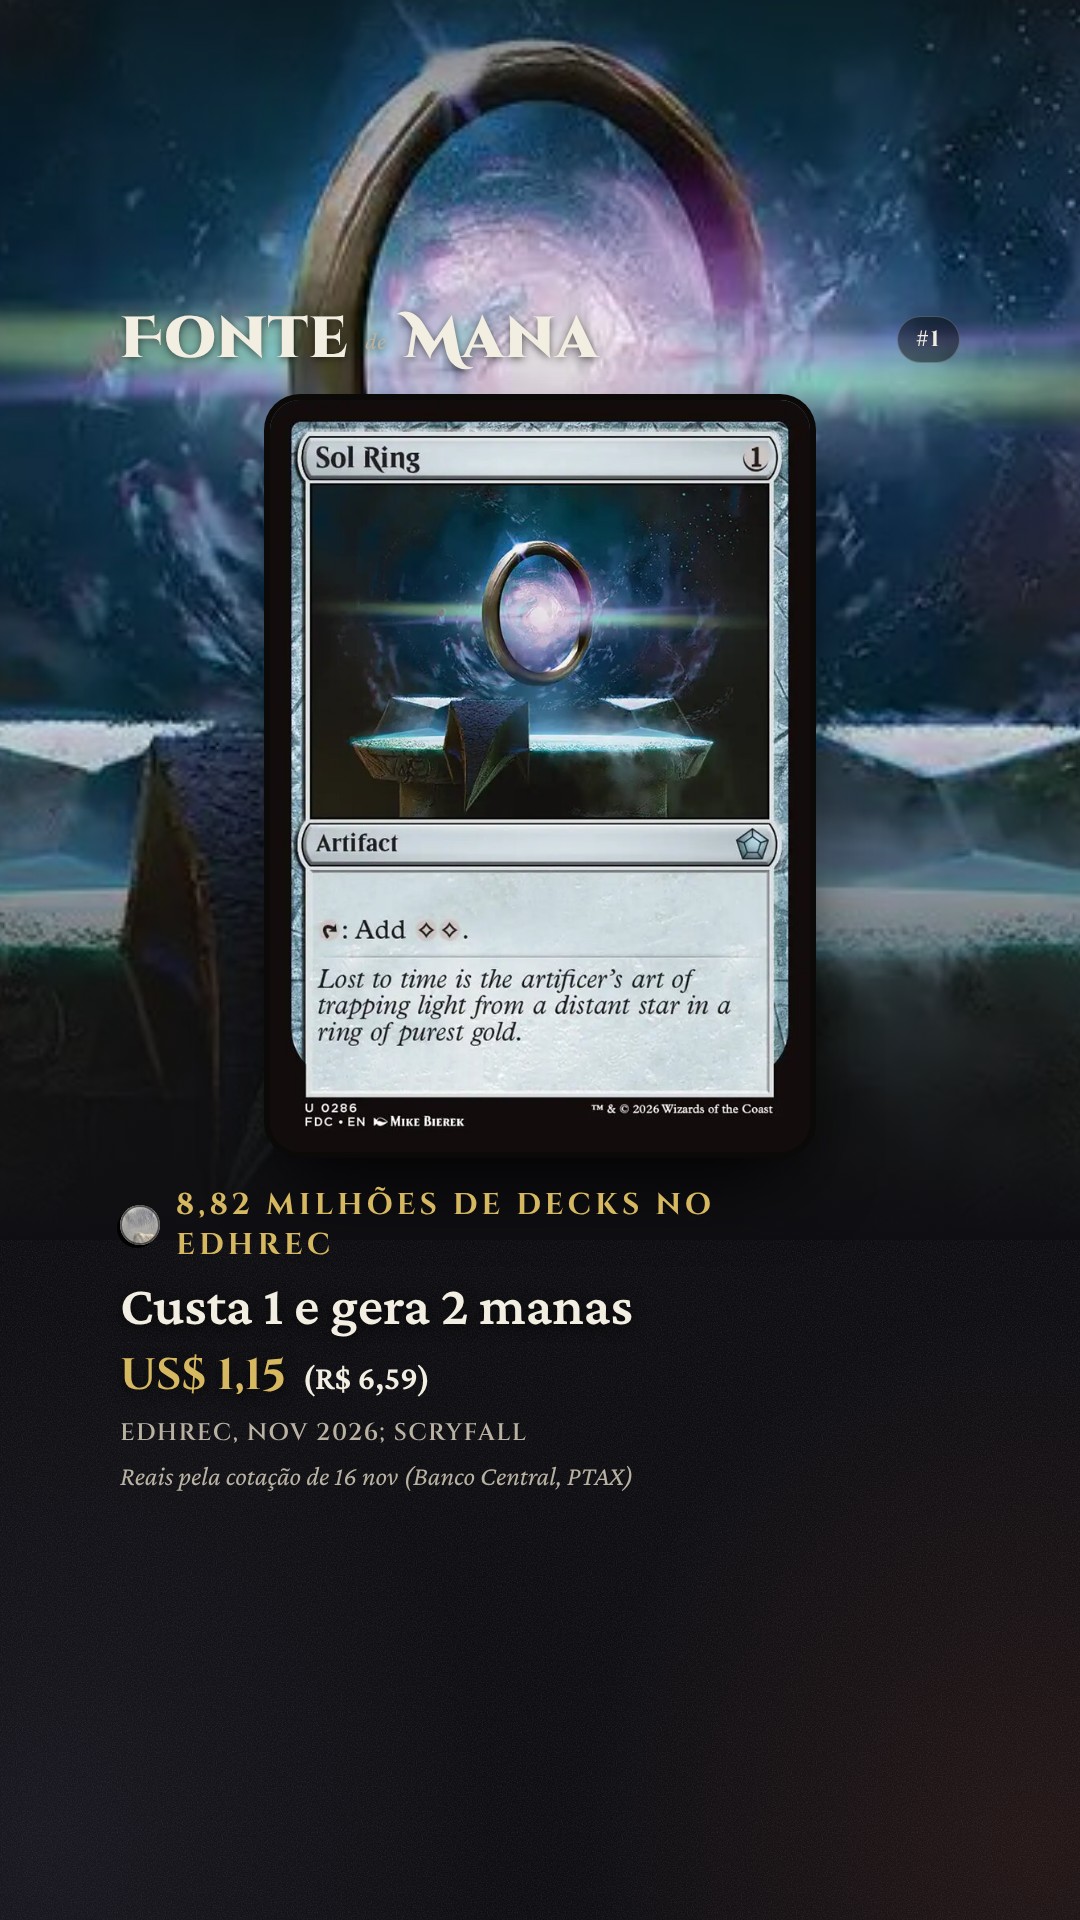 FONTE de MANA
#1
Sol Ring
1
Artifact
: Add .
Lost to time is the artificer's art of
trapping light from a distant star in a
ring of purest gold.
U 0286
FDC • EN MIKE BIEREK
™ & © 2026 Wizards of the Coast
8,82 MILHÕES DE DECKS NO
EDHREC
Custa 1 e gera 2 manas
US$ 1,15 (R$ 6,59)
EDHREC, NOV 2026; SCRYFALL
Reais pela cotação de 16 nov (Banco Central, PTAX)